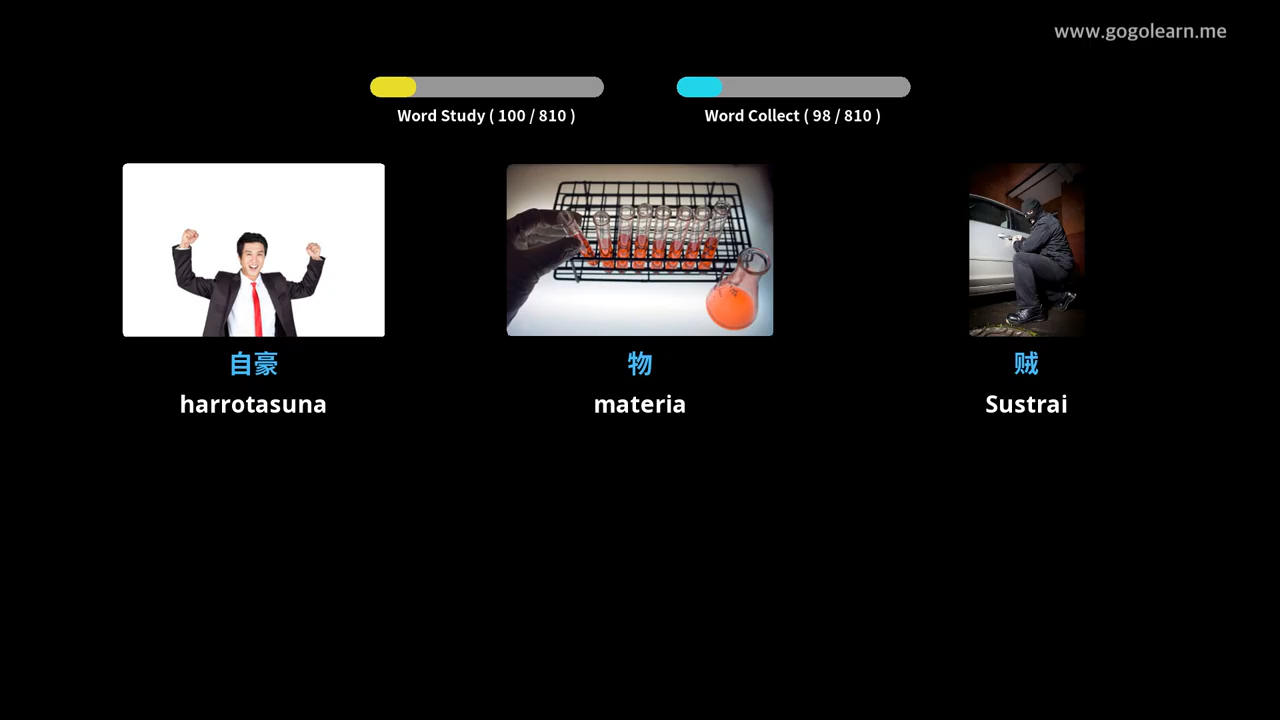 www.gogolearn.me
Word Study ( 100 / 810 )
Word Collect ( 98 / 810 )
自豪
harrotasuna
物
materia
贼
Sustrai